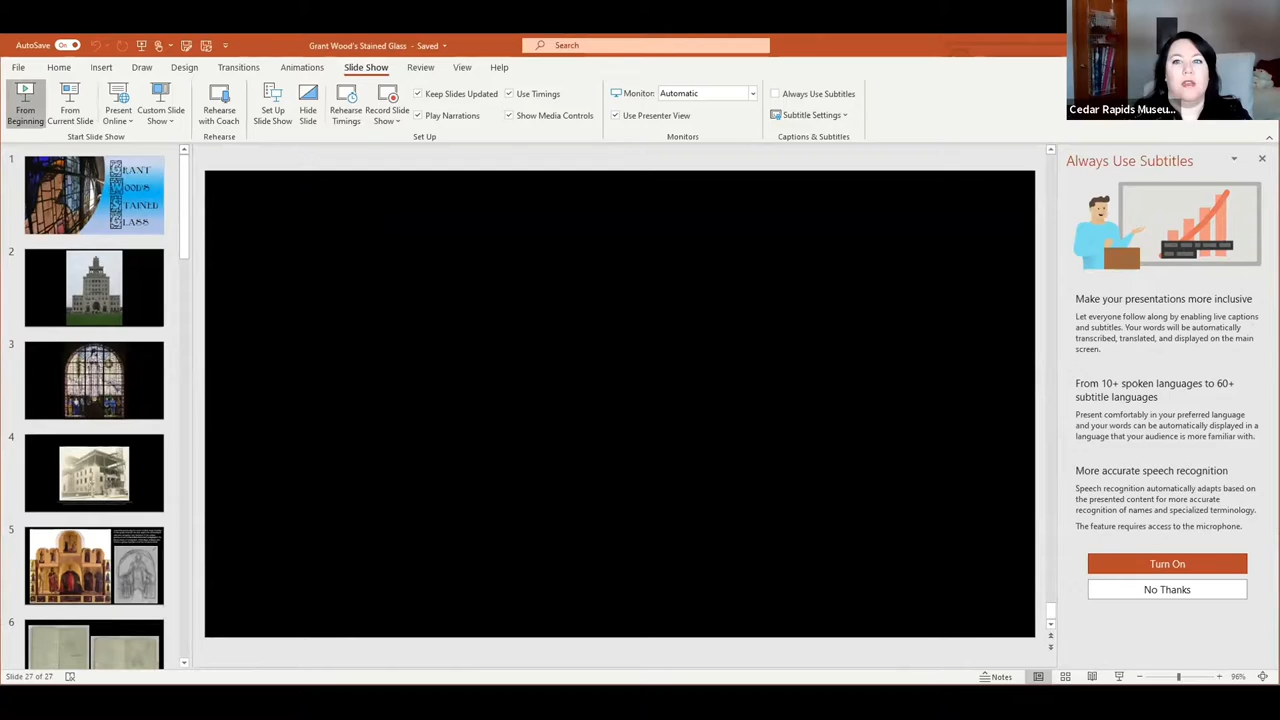 AutoSave On
Grant Wood's Stained Glass - Saved
Search
File Home Insert Draw Design Transitions Animations Slide Show Review View Help
From Beginning
From Current Slide
Present Online
Custom Slide Show
Start Slide Show
Rehearse with Coach
Rehearse
Set Up Slide Show
Hide Slide
Rehearse Timings
Record Slide Show
Keep Slides Updated
Play Narrations
Use Timings
Show Media Controls
Set Up
Monitor: Automatic
Use Presenter View
Monitors
Always Use Subtitles
Subtitle Settings
Captions & Subtitles
Cedar Rapids Museu...
1
GRANT
WOOD'S
STAINED
GLASS
2
3
4
5
6
Always Use Subtitles
Make your presentations more inclusive
Let everyone follow along by enabling live captions
and subtitles. Your words will be automatically
transcribed, translated, and displayed on the main
screen.
From 10+ spoken languages to 60+
subtitle languages
Present comfortably in your preferred language
and your words can be automatically displayed in a
language that your audience is more familiar with.
More accurate speech recognition
Speech recognition automatically adapts based on
the presented content for more accurate
recognition of names and specialized terminology.
The feature requires access to the microphone.
Turn On
No Thanks
Slide 27 of 27
Notes
96%